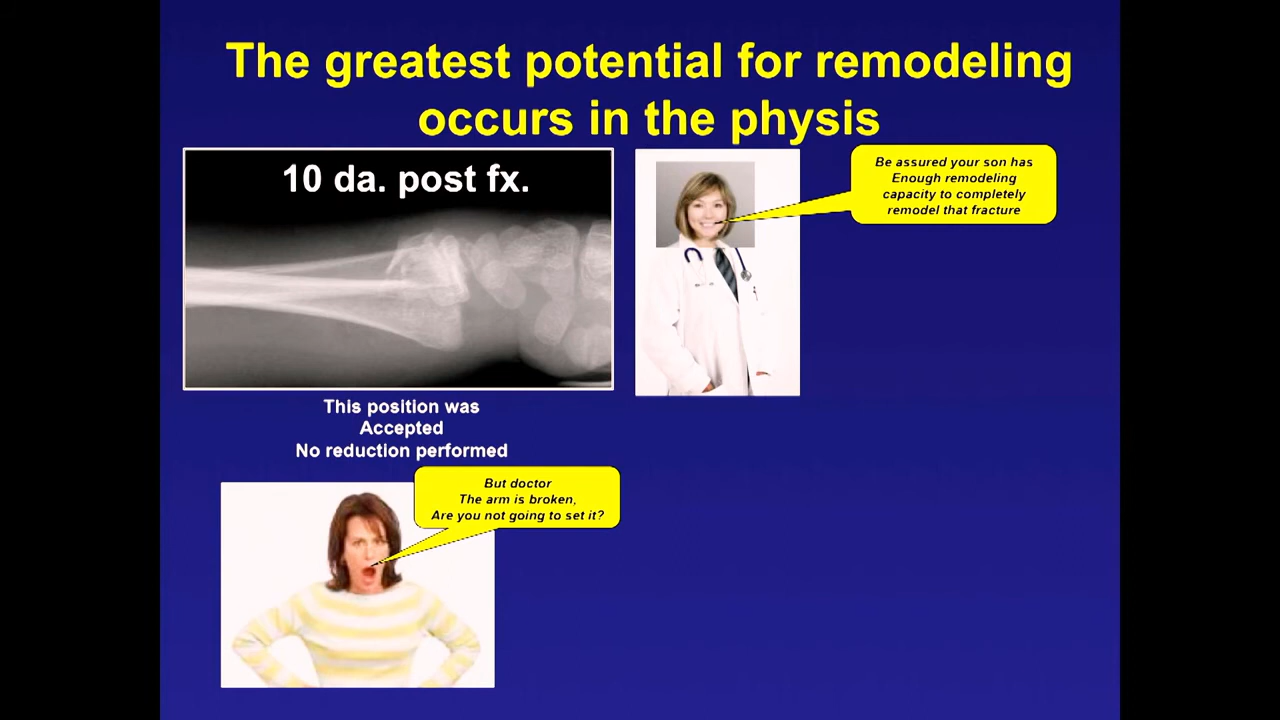 The greatest potential for remodeling
occurs in the physis
10 da. post fx.
Be assured your son has
Enough remodeling
capacity to completely
remodel that fracture
This position was
Accepted
No reduction performed
But doctor
The arm is broken,
Are you not going to set it?